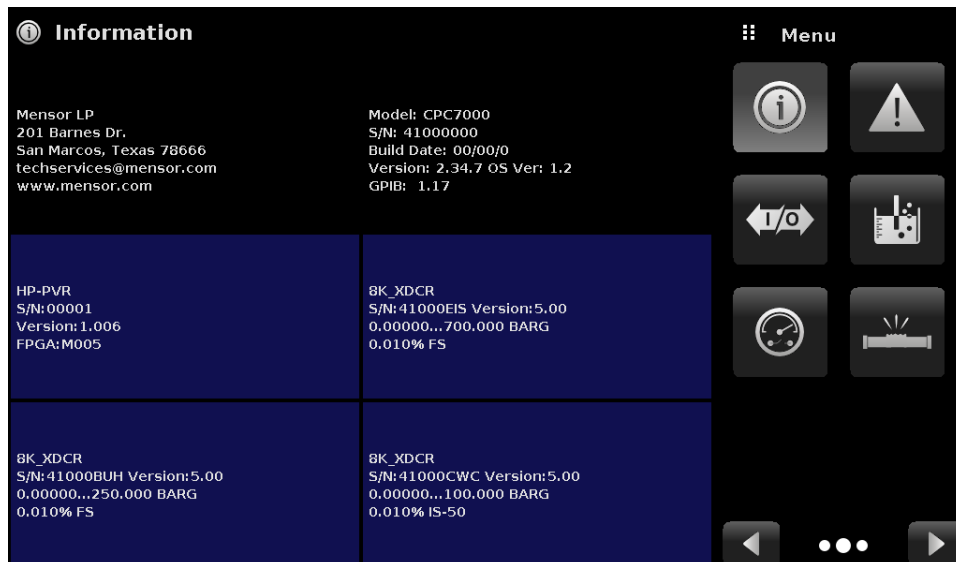 Information
Menu
Mensor LP
201 Barnes Dr.
San Marcos, Texas 78666
techservices@mensor.com
www.mensor.com
Model: CPC7000
S/N: 41000000
Build Date: 00/00/0
Version: 2.34.7 OS Ver: 1.2
GPIB: 1.17
I/O
HP-PVR
S/N:00001
Version:1.006
FPGA:M005
8K_XDCR
S/N:41000EIS Version:5.00
0.00000...700.000 BARG
0.010% FS
8K_XDCR
S/N:41000BUH Version:5.00
0.00000...250.000 BARG
0.010% FS
8K_XDCR
S/N:41000CWC Version:5.00
0.00000...100.000 BARG
0.010% IS-50